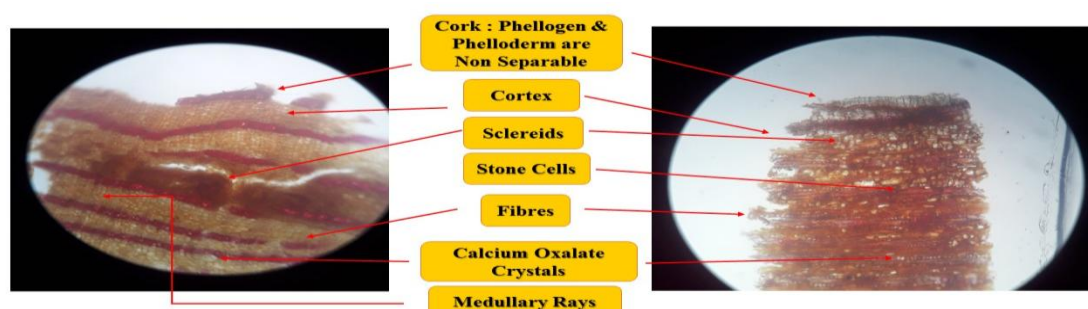 Cork : Phellogen &
Phelloderm are
Non Separable
Cortex
Sclereids
Stone Cells
Fibres
Calcium Oxalate
Crystals
Medullary Rays